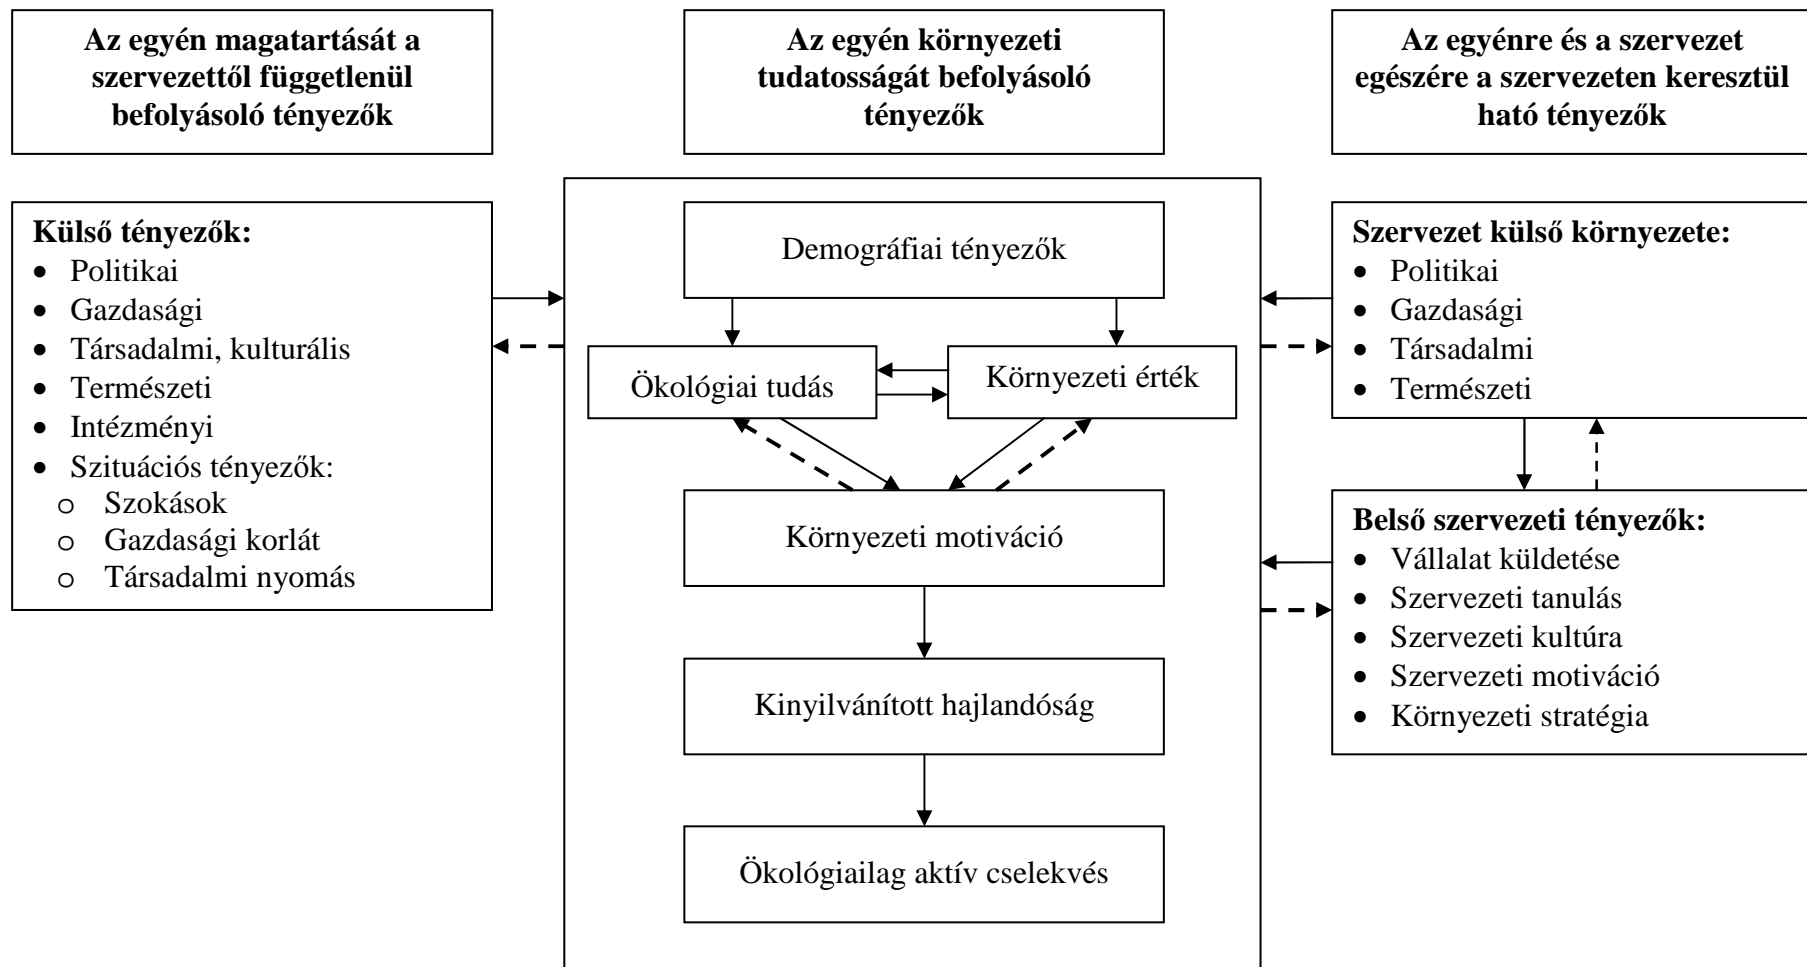 Az egyén magatartását a
szervezettől függetlenül
befolyásoló tényezők
Az egyén környezeti
tudatosságát befolyásoló
tényezők
Az egyénre és a szervezet
egészére a szervezeten keresztül
ható tényezők
Külső tényezők:
• Politikai
• Gazdasági
• Társadalmi, kulturális
• Természeti
• Intézményi
• Szituációs tényezők:
o Szokások
o Gazdasági korlát
o Társadalmi nyomás
Demográfiai tényezők
Ökológiai tudás
Környezeti érték
Környezeti motiváció
Kinyilvánított hajlandóság
Ökológiailag aktív cselekvés
Szervezet külső környezete:
• Politikai
• Gazdasági
• Társadalmi
• Természeti
Belső szervezeti tényezők:
• Vállalat küldetése
• Szervezeti tanulás
• Szervezeti kultúra
• Szervezeti motiváció
• Környezeti stratégia